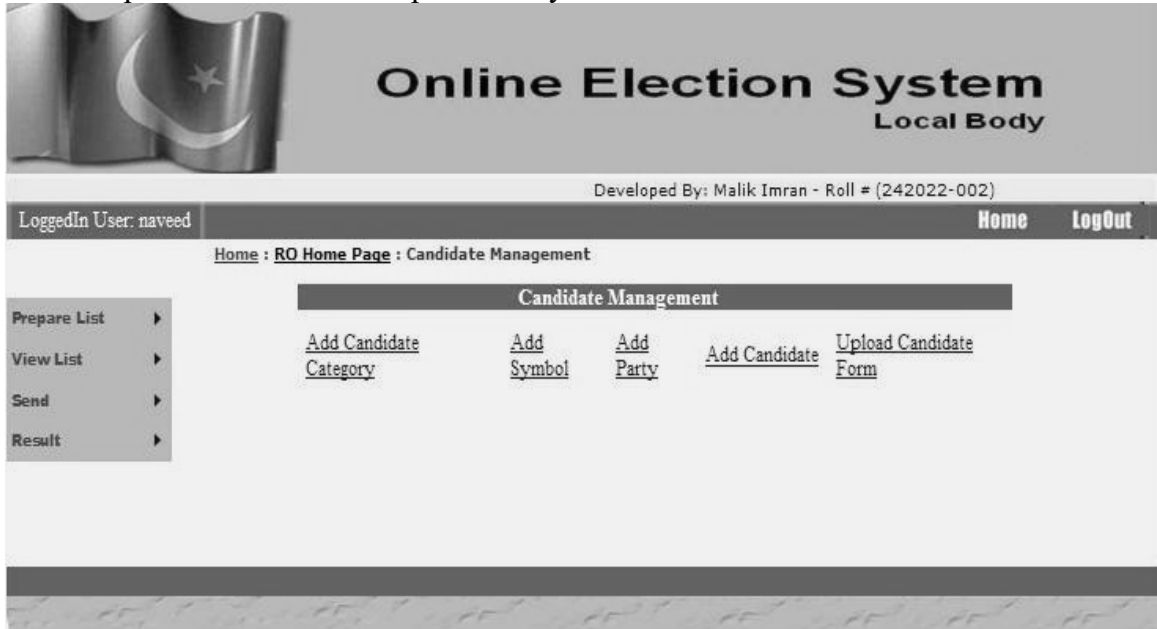 Online Election System
Local Body
Developed By: Malik Imran - Roll # (242022-002)
LoggedIn User: naveed
Home LogOut
Home : RO Home Page : Candidate Management
Candidate Management
Prepare List
View List
Send
Result
Add Candidate
Category
Add
Symbol
Add
Party
Add Candidate
Upload Candidate
Form